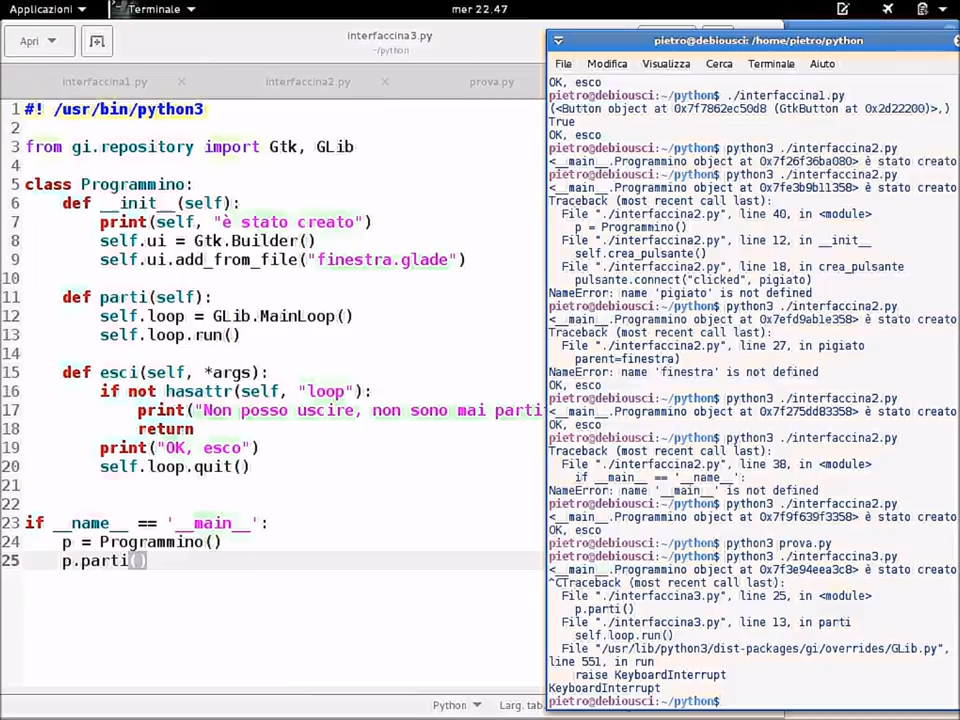 Applicazioni
Terminale
mer 22.47
Apri
interfaccina3.py
~/python
interfaccina1.py
interfaccina2.py
prova.py
1 #! /usr/bin/python3
2
3 from gi.repository import Gtk, GLib
4
5 class Programmino:
6 def __init__(self):
7 print(self, "è stato creato")
8 self.ui = Gtk.Builder()
9 self.ui.add_from_file("finestra.glade")
10
11 def parti(self):
12 self.loop = GLib.MainLoop()
13 self.loop.run()
14
15 def esci(self, *args):
16 if not hasattr(self, "loop"):
17 print("Non posso uscire, non sono mai parti
18 return
19 print("OK, esco")
20 self.loop.quit()
21
22
23 if __name__ == '__main__':
24 p = Programmino()
25 p.parti()
Python
Larg. tab.
pietro@debiousci: /home/pietro/python
File Modifica Visualizza Cerca Terminale Aiuto
OK, esco
pietro@debiousci:~/python$ ./interfaccina1.py
(<Button object at 0x7f7862ec50d8 (GtkButton at 0x2d22200)>,)
True
OK, esco
pietro@debiousci:~/python$ python3 ./interfaccina2.py
<__main__.Programmino object at 0x7f26f36ba080> è stato creato
pietro@debiousci:~/python$ python3 ./interfaccina2.py
<__main__.Programmino object at 0x7fe3b9b11358> è stato creato
Traceback (most recent call last):
File "./interfaccina2.py", line 40, in <module>
p = Programmino()
File "./interfaccina2.py", line 12, in __init__
self.crea_pulsante()
File "./interfaccina2.py", line 18, in crea_pulsante
pulsante.connect("clicked", pigiato)
NameError: name 'pigiato' is not defined
pietro@debiousci:~/python$ python3 ./interfaccina2.py
<__main__.Programmino object at 0x7efd9ab1e358> è stato creato
Traceback (most recent call last):
File "./interfaccina2.py", line 27, in pigiato
parent=finestra)
NameError: name 'finestra' is not defined
OK, esco
pietro@debiousci:~/python$ python3 ./interfaccina2.py
<__main__.Programmino object at 0x7f275dd83358> è stato creato
OK, esco
pietro@debiousci:~/python$ python3 ./interfaccina2.py
Traceback (most recent call last):
File "./interfaccina2.py", line 38, in <module>
if __main__ == '__name__':
NameError: name '__main__' is not defined
pietro@debiousci:~/python$ python3 ./interfaccina2.py
<__main__.Programmino object at 0x7f9f639f3358> è stato creato
OK, esco
pietro@debiousci:~/python$ python3 prova.py
pietro@debiousci:~/python$ python3 ./interfaccina3.py
<__main__.Programmino object at 0x7f3e94eea3c8> è stato creato
^CTraceback (most recent call last):
File "./interfaccina3.py", line 25, in <module>
p.parti()
File "./interfaccina3.py", line 13, in parti
self.loop.run()
File "/usr/lib/python3/dist-packages/gi/overrides/GLib.py",
line 551, in run
raise KeyboardInterrupt
KeyboardInterrupt
pietro@debiousci:~/python$